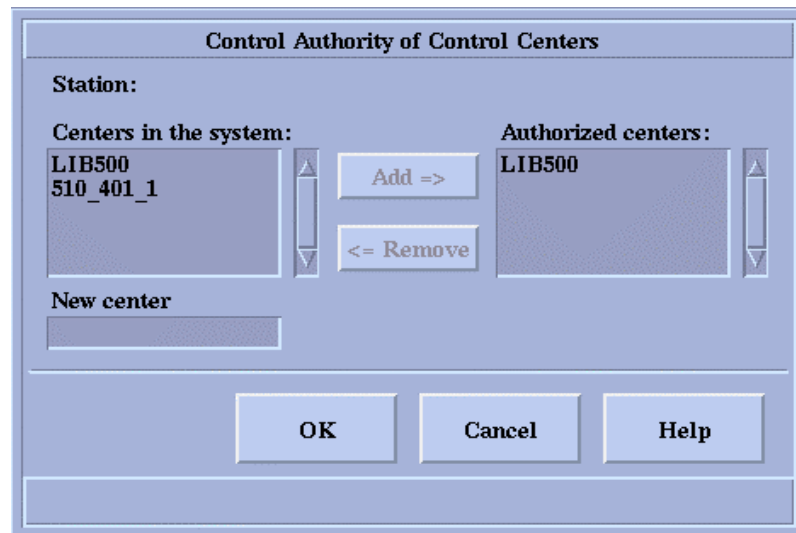 Control Authority of Control Centers
Station:
Centers in the system:
LIB500
510_401_1
Add =>
<= Remove
Authorized centers:
LIB500
New center
OK
Cancel
Help